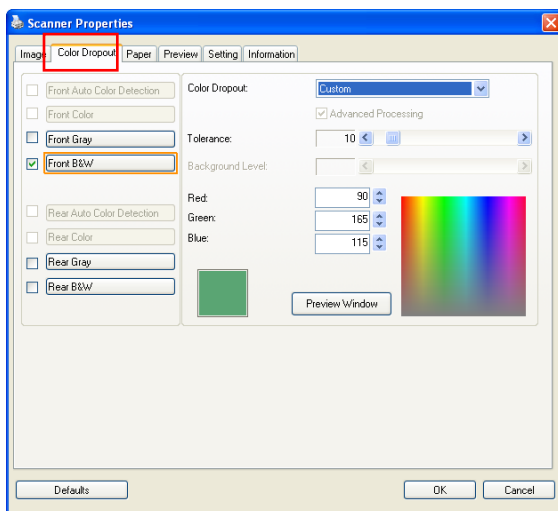 Scanner Properties
Image Color Dropout Paper Preview Setting Information
Front Auto Color Detection
Front Color
Front Gray
Front B&W
Rear Auto Color Detection
Rear Color
Rear Gray
Rear B&W
Color Dropout: Custom
Advanced Processing
Tolerance: 10
Background Level:
Red: 90
Green: 165
Blue: 115
Preview Window
Defaults OK Cancel